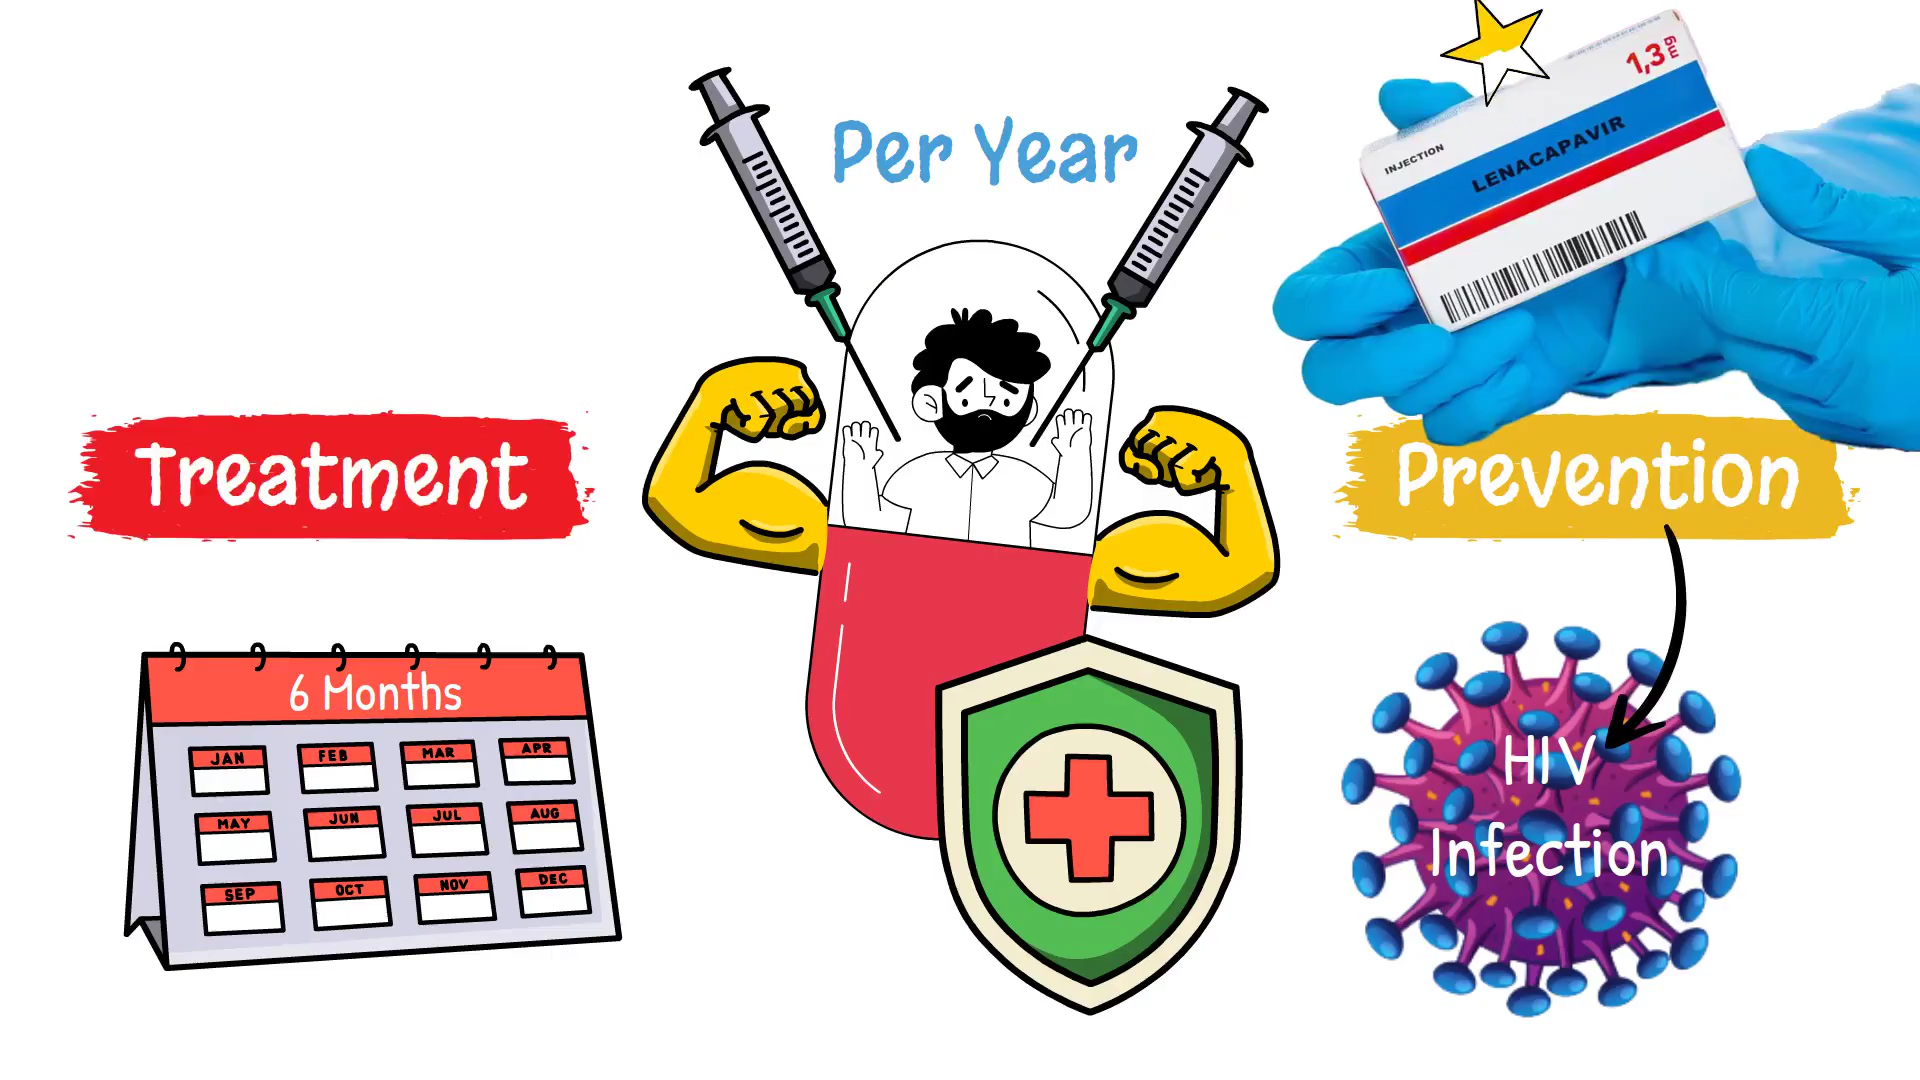 Per Year
1,3 mg
INJECTION
LENACAPAVIR
Treatment
Prevention
6 Months
JAN FEB MAR APR
MAY JUN JUL AUG
SEP OCT NOV DEC
HIV
Infection